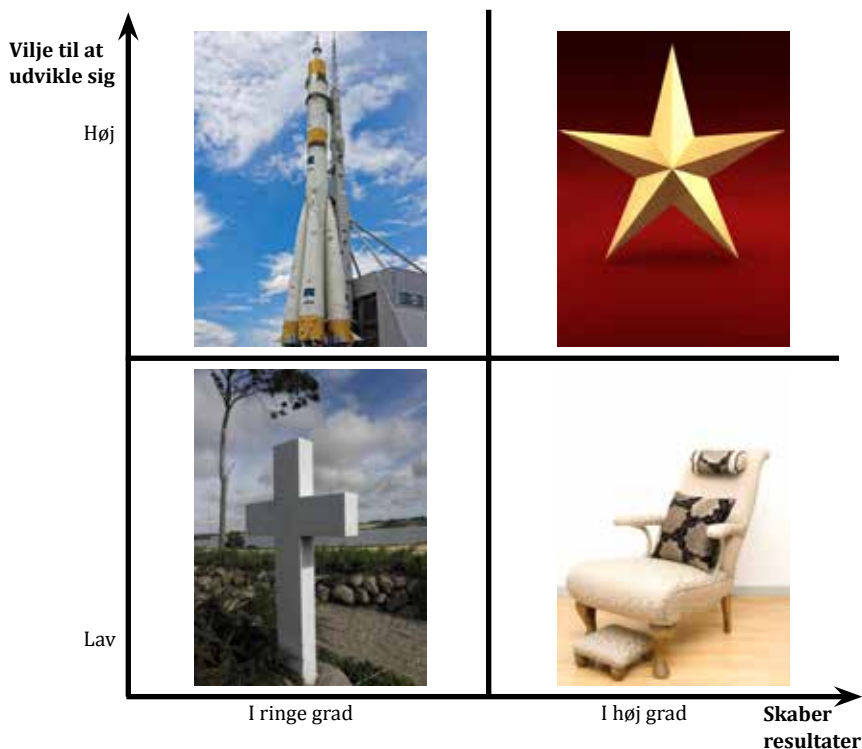 Vilje til at
udvikle sig
Høj
Lav
I ringe grad
I høj grad
Skaber
resultater